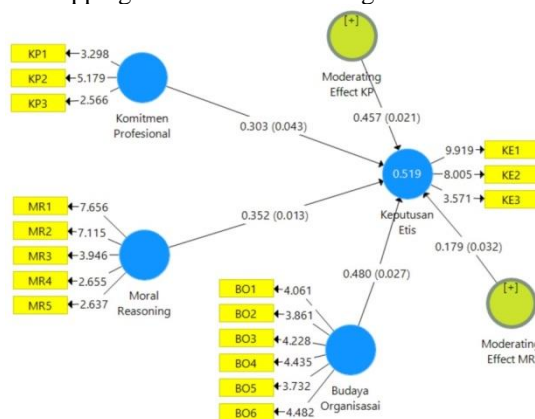 [+]
KP1
3.298
KP2
5.179
KP3
2.566
Komitmen
Profesional
Moderating
Effect KP
0.303 (0.043)
0.457 (0.021)
MR1
7.656
MR2
7.115
MR3
3.946
MR4
2.655
MR5
2.637
Moral
Reasoning
0.352 (0.013)
0.519
Keputusan
Etis
9.919
KE1
8.005
KE2
3.571
KE3
0.480 (0.027)
0.179 (0.032)
BO1
4.061
BO2
3.861
BO3
4.228
BO4
4.435
BO5
3.732
BO6
4.482
Budaya
Organisasai
[+]
Moderating
Effect MR